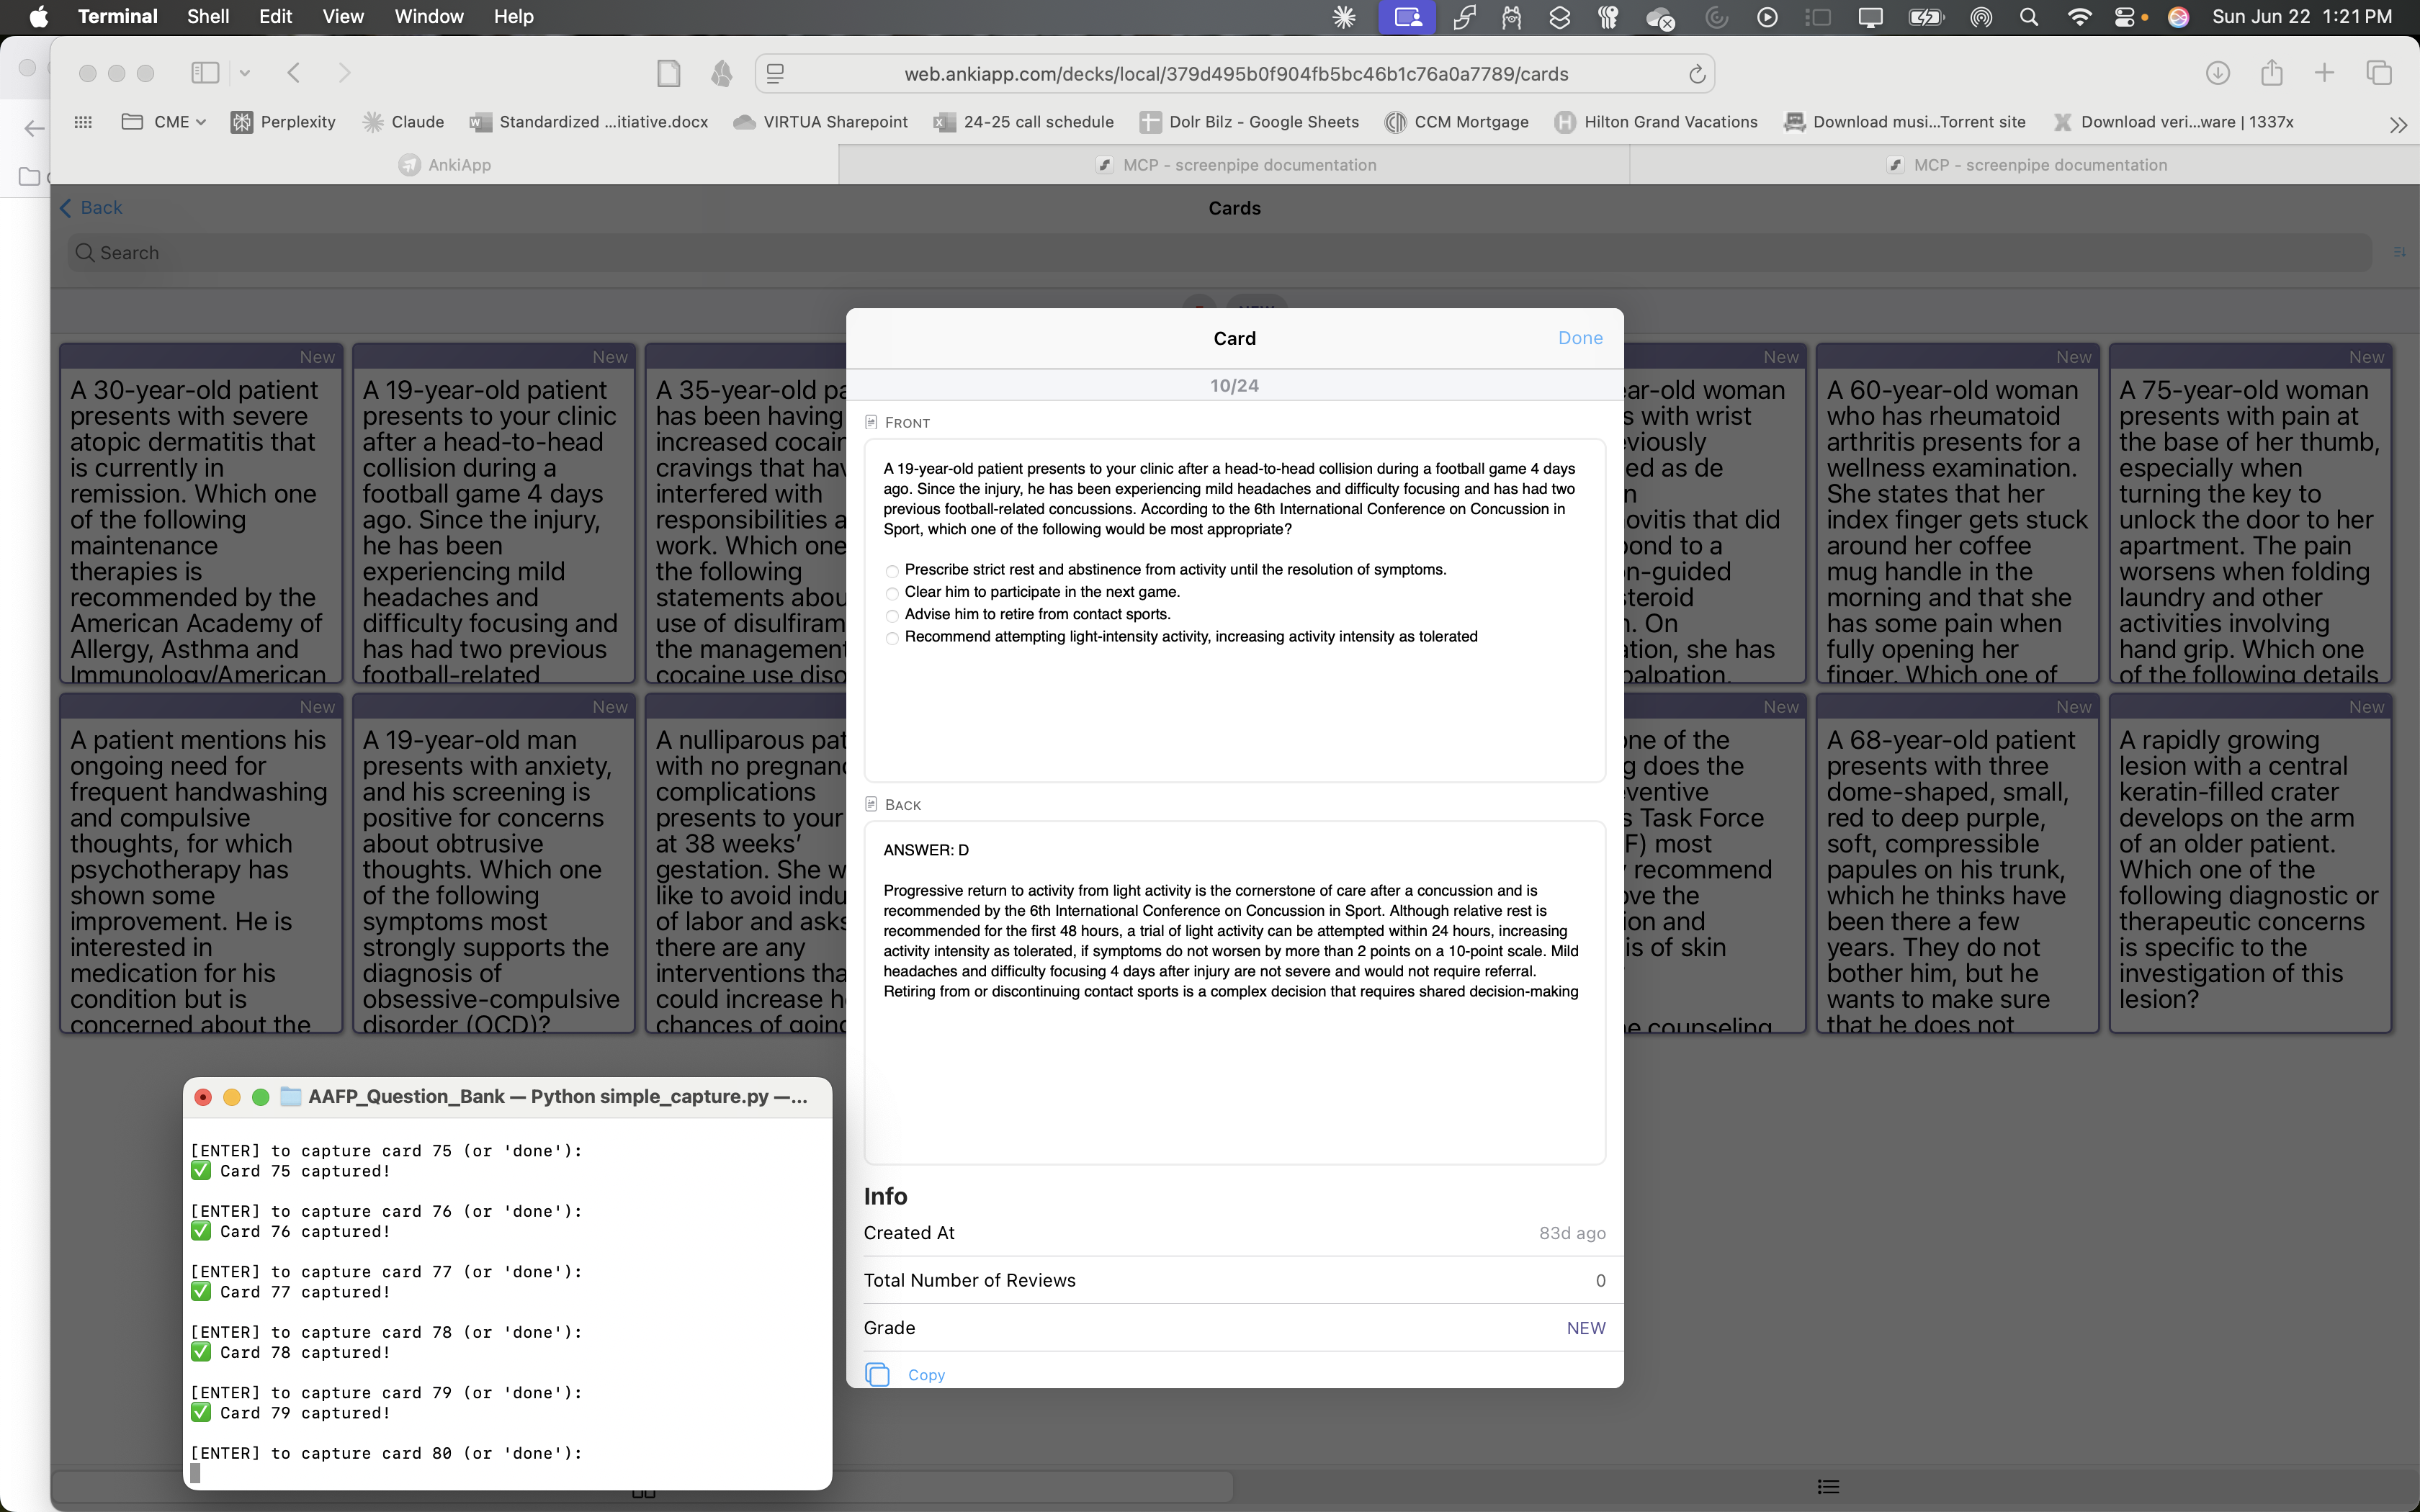 Terminal Shell Edit View Window Help Sun Jun 22 1:21 PM
web.ankiapp.com/decks/local/379d495b0f904fb5bc46b1c76a0a7789/cards
CME Perplexity Claude Standardized ...itiative.docx VIRTUA Sharepoint 24-25 call schedule Dolr Bilz - Google Sheets CCM Mortgage Hilton Grand Vacations Download musi...Torrent site Download veri...ware | 1337x
AnkiApp MCP - screenpipe documentation MCP - screenpipe documentation
Back Cards
Search
New
A 30-year-old patient
presents with severe
atopic dermatitis that
is currently in
remission. Which one
of the following
maintenance
therapies is
recommended by the
American Academy of
Allergy, Asthma and
Immunology/American
New
A 19-year-old patient
presents to your clinic
after a head-to-head
collision during a
football game 4 days
ago. Since the injury,
he has been
experiencing mild
headaches and
difficulty focusing and
has had two previous
football-related
A 35-year-old pa
has been having
increased cocain
cravings that hav
interfered with
responsibilities a
work. Which one
the following
statements abou
use of disulfiram
the management
cocaine use diso
New
ar-old woman
s with wrist
viously
ed as de
n
ovitis that did
ond to a
n-guided
teroid
n. On
ation, she has
palpation.
New
A 60-year-old woman
who has rheumatoid
arthritis presents for a
wellness examination.
She states that her
index finger gets stuck
around her coffee
mug handle in the
morning and that she
has some pain when
fully opening her
finger. Which one of
New
A 75-year-old woman
presents with pain at
the base of her thumb,
especially when
turning the key to
unlock the door to her
apartment. The pain
worsens when folding
laundry and other
activities involving
hand grip. Which one
of the following details
New
A patient mentions his
ongoing need for
frequent handwashing
and compulsive
thoughts, for which
psychotherapy has
shown some
improvement. He is
interested in
medication for his
condition but is
concerned about the
New
A 19-year-old man
presents with anxiety,
and his screening is
positive for concerns
about obtrusive
thoughts. Which one
of the following
symptoms most
strongly supports the
diagnosis of
obsessive-compulsive
disorder (OCD)?
A nulliparous pat
with no pregnanc
complications
presents to your
at 38 weeks'
gestation. She w
like to avoid indu
of labor and asks
there are any
interventions tha
could increase h
chances of going
New
ne of the
g does the
ventive
s Task Force
F) most
recommend
ve the
ion and
is of skin
e counseling
New
A 68-year-old patient
presents with three
dome-shaped, small,
red to deep purple,
soft, compressible
papules on his trunk,
which he thinks have
been there a few
years. They do not
bother him, but he
wants to make sure
that he does not
New
A rapidly growing
lesion with a central
keratin-filled crater
develops on the arm
of an older patient.
Which one of the
following diagnostic or
therapeutic concerns
is specific to the
investigation of this
lesion?
Card Done
10/24
FRONT
A 19-year-old patient presents to your clinic after a head-to-head collision during a football game 4 days
ago. Since the injury, he has been experiencing mild headaches and difficulty focusing and has had two
previous football-related concussions. According to the 6th International Conference on Concussion in
Sport, which one of the following would be most appropriate?
Prescribe strict rest and abstinence from activity until the resolution of symptoms.
Clear him to participate in the next game.
Advise him to retire from contact sports.
Recommend attempting light-intensity activity, increasing activity intensity as tolerated
BACK
ANSWER: D
Progressive return to activity from light activity is the cornerstone of care after a concussion and is
recommended by the 6th International Conference on Concussion in Sport. Although relative rest is
recommended for the first 48 hours, a trial of light activity can be attempted within 24 hours, increasing
activity intensity as tolerated, if symptoms do not worsen by more than 2 points on a 10-point scale. Mild
headaches and difficulty focusing 4 days after injury are not severe and would not require referral.
Retiring from or discontinuing contact sports is a complex decision that requires shared decision-making
Info
Created At 83d ago
Total Number of Reviews 0
Grade NEW
Copy
AAFP_Question_Bank — Python simple_capture.py —...
[ENTER] to capture card 75 (or 'done'):
✅ Card 75 captured!
[ENTER] to capture card 76 (or 'done'):
✅ Card 76 captured!
[ENTER] to capture card 77 (or 'done'):
✅ Card 77 captured!
[ENTER] to capture card 78 (or 'done'):
✅ Card 78 captured!
[ENTER] to capture card 79 (or 'done'):
✅ Card 79 captured!
[ENTER] to capture card 80 (or 'done'):